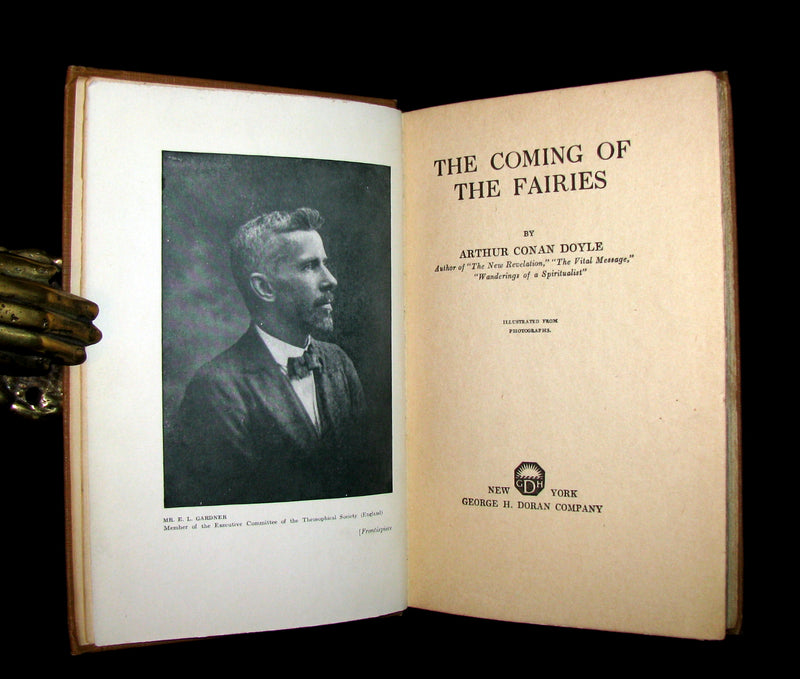 MR. E. L. GARDNER
Member of the Executive Committee of the Theosophical Society (England)
[Frontispiece
THE COMING OF
THE FAIRIES
BY
ARTHUR CONAN DOYLE
Author of "The New Revelation," "The Vital Message,"
"Wanderings of a Spiritualist"
ILLUSTRATED FROM
PHOTOGRAPHS.
GDH
NEW YORK
GEORGE H. DORAN COMPANY